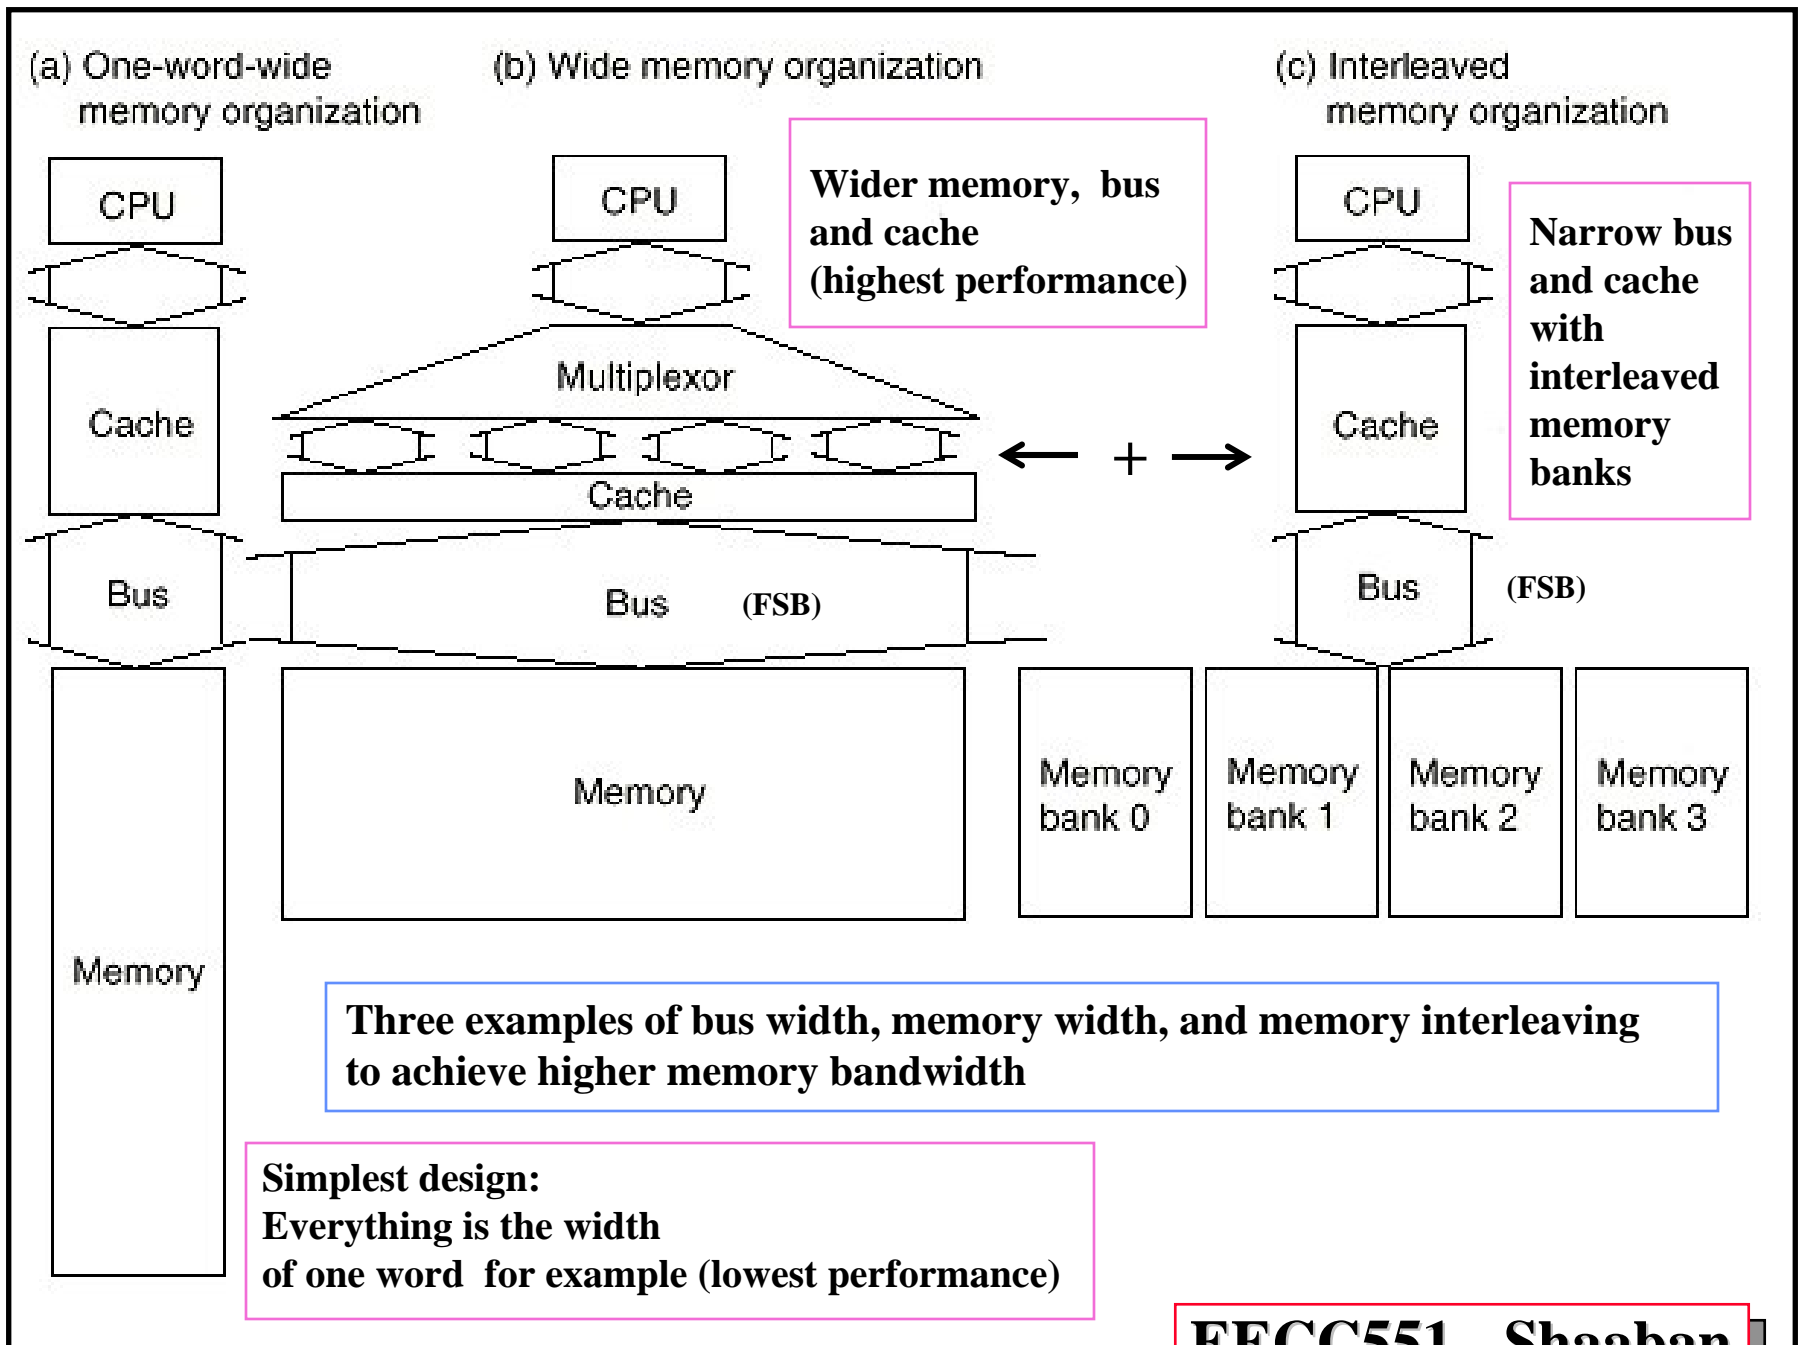 (a) One-word-wide
memory organization
(b) Wide memory organization
(c) Interleaved
memory organization
CPU
Cache
Bus
Memory
CPU
Wider memory, bus
and cache
(highest performance)
Multiplexor
Cache
Bus (FSB)
Memory
+
CPU
Narrow bus
and cache
with
interleaved
memory
banks
Cache
Bus (FSB)
Memory
bank 0
Memory
bank 1
Memory
bank 2
Memory
bank 3
Three examples of bus width, memory width, and memory interleaving
to achieve higher memory bandwidth
Simplest design:
Everything is the width
of one word for example (lowest performance)
EECC551 Shaaban